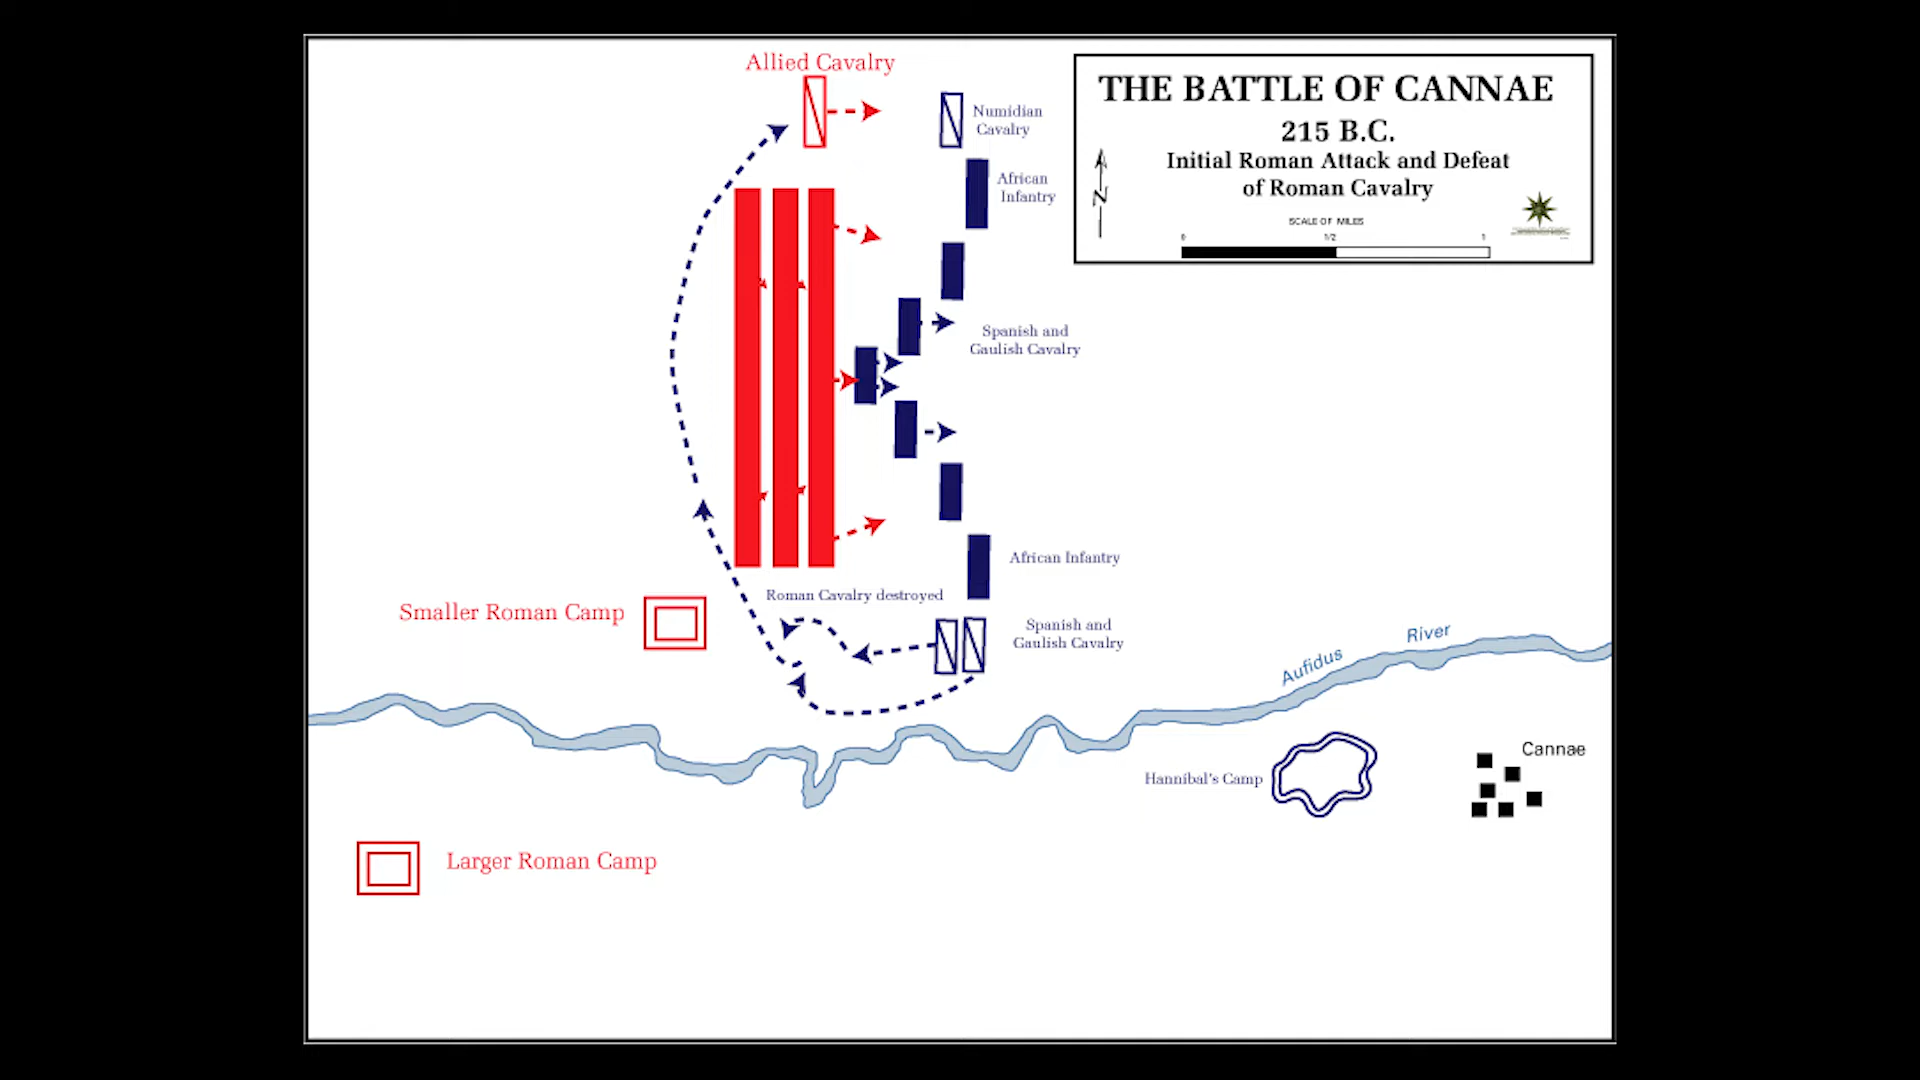 Allied Cavalry
THE BATTLE OF CANNAE
215 B.C.
Initial Roman Attack and Defeat
of Roman Cavalry
N
SCALE OF MILES
0 1/2 1
Numidian
Cavalry
African
Infantry
Spanish and
Gaulish Cavalry
African Infantry
Roman Cavalry destroyed
Smaller Roman Camp
Spanish and
Gaulish Cavalry
Aufidus River
Cannae
Hannibal's Camp
Larger Roman Camp